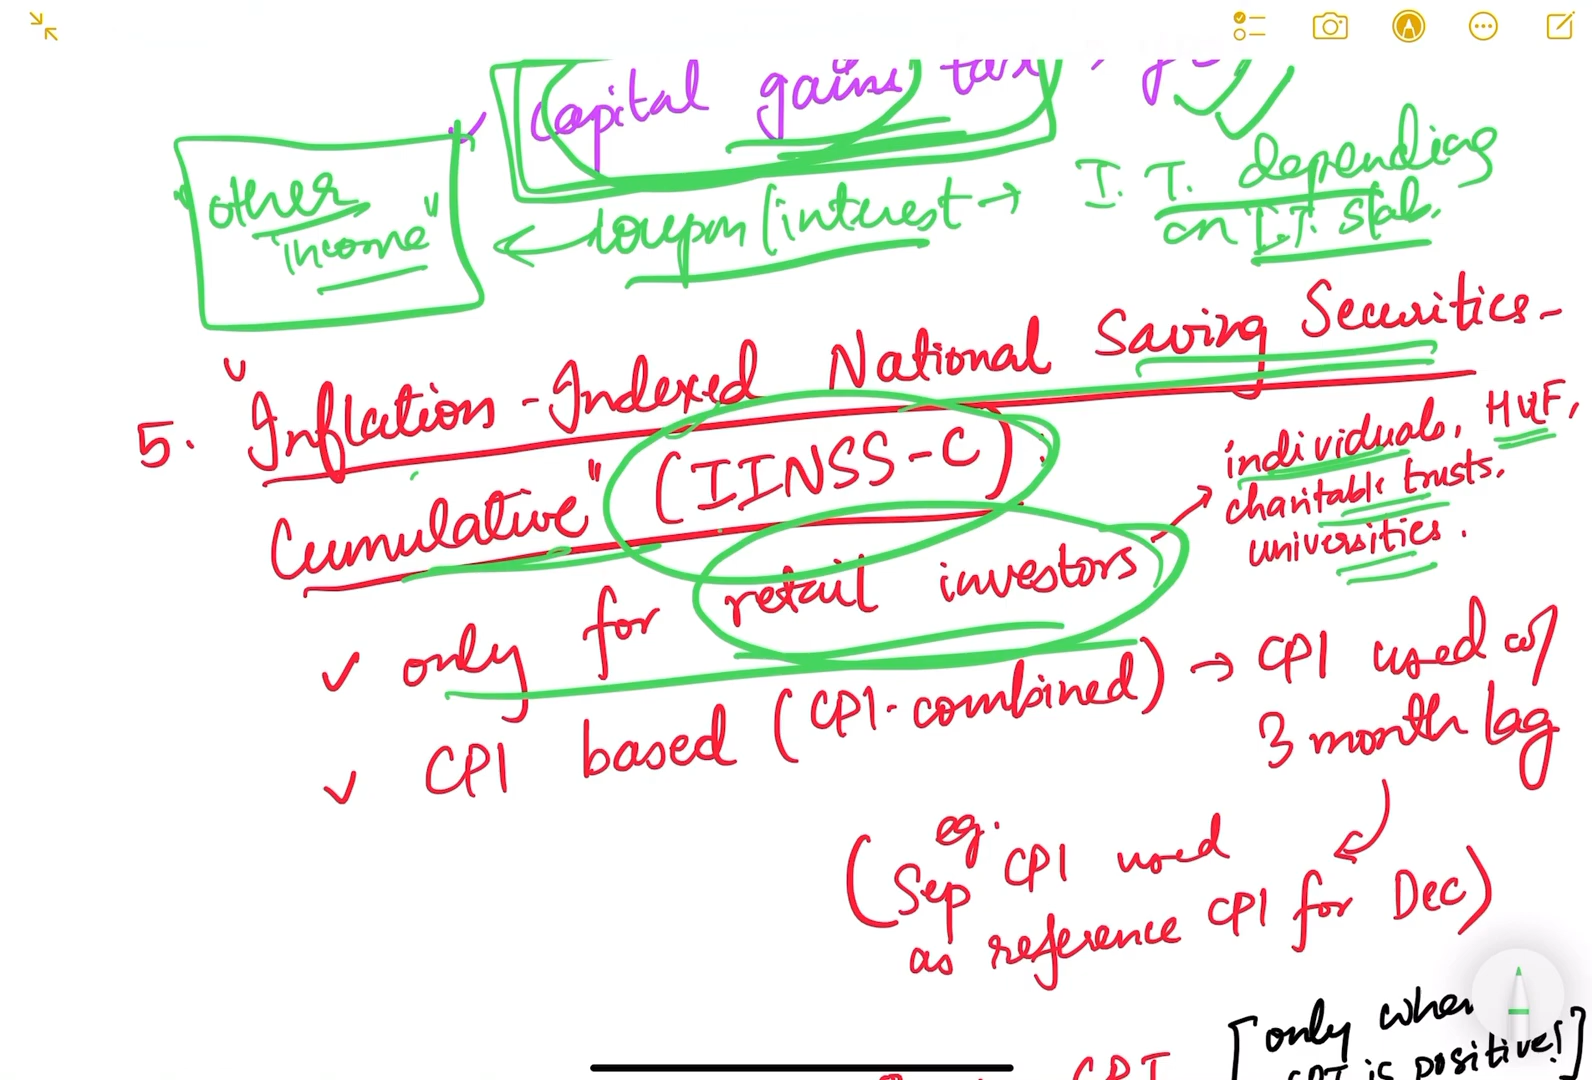 ✓ Capital gains
"other income"
← coupon/interest → I.T. depending
on I.T. slab.
5. "Inflation-Indexed National Saving Securities-
Cumulative" (IINSS-C)
✓ only for retail investors → individuals, HUF,
charitable trusts,
universities.
✓ CPI based (CPI-combined) → CPI used w/
3 month lag
(eg. Sep CPI used
as reference CPI for Dec)
CPI [only when
is positive!]